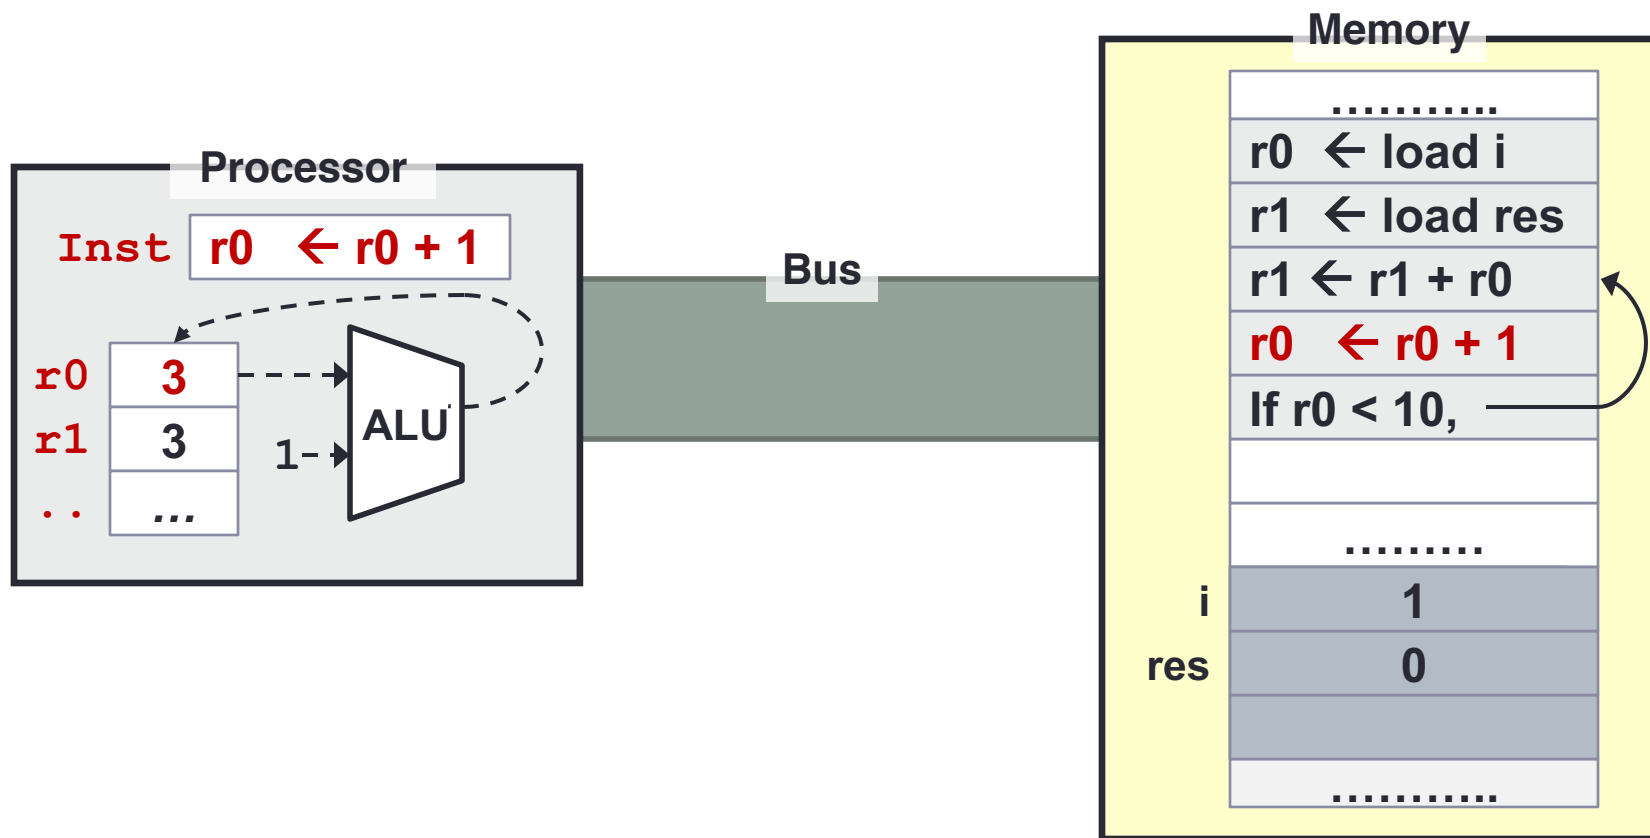 Processor
Inst r0 ← r0 + 1
r0 3
r1 3
.. ...
1
ALU
Bus
Memory
...........
r0 ← load i
r1 ← load res
r1 ← r1 + r0
r0 ← r0 + 1
If r0 < 10,
.........
i 1
res 0
...........